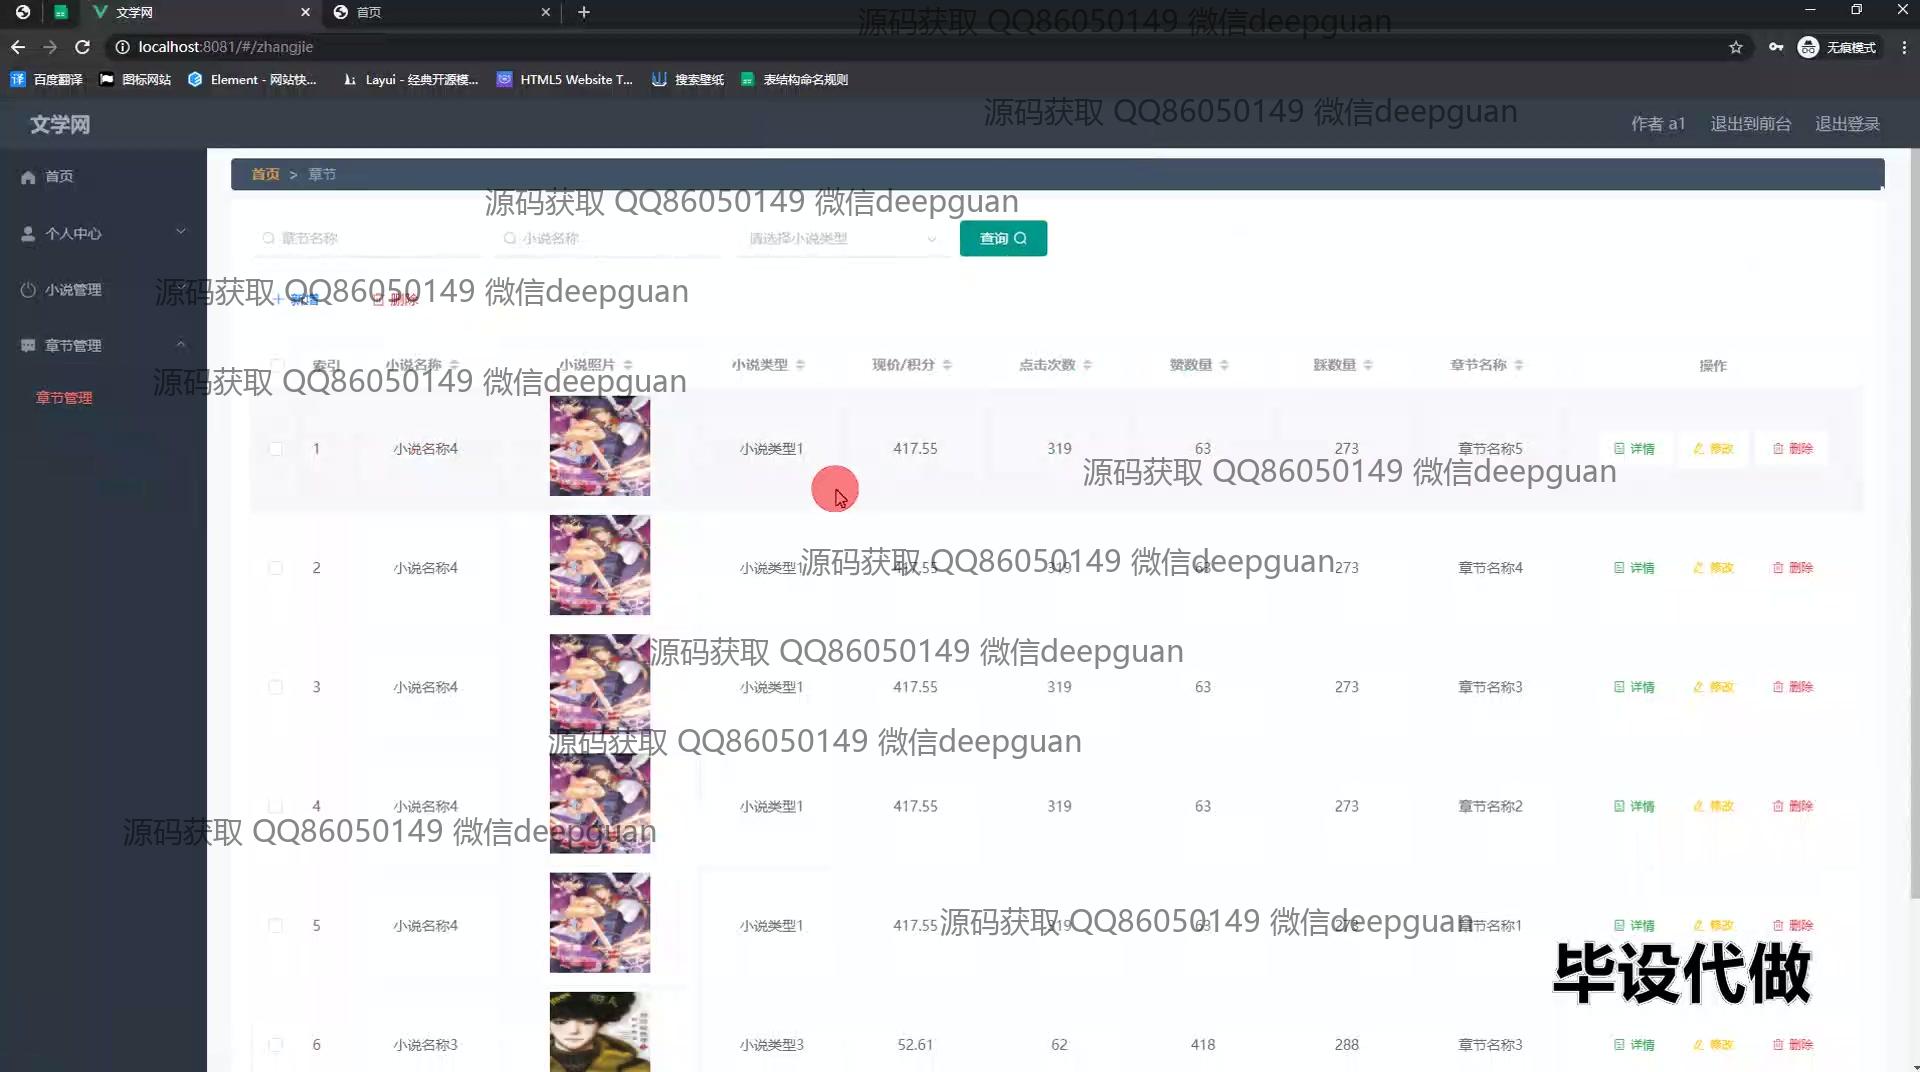 文学网
首页
localhost:8081/#/zhangjie
无痕模式
百度翻译
图标网站
Element - 网站快...
Layui - 经典开源模...
HTML5 Website T...
搜索壁纸
表结构命名规则
源码获取 QQ86050149 微信deepguan
源码获取 QQ86050149 微信deepguan
文学网
作者 a1
退出到前台
退出登录
首页
个人中心
小说管理
章节管理
章节管理
首页 > 章节
源码获取 QQ86050149 微信deepguan
章节名称
小说名称
请选择小说类型
查询
源码获取 QQ86050149 微信deepguan
新增
删除
索引 小说名称 小说照片 小说类型 现价/积分 点击次数 赞数量 踩数量 章节名称 操作
源码获取 QQ86050149 微信deepguan
1 小说名称4 小说类型1 417.55 319 63 273 章节名称5 详情 修改 删除
源码获取 QQ86050149 微信deepguan
2 小说名称4 小说类型1 417.55 319 63 273 章节名称4 详情 修改 删除
源码获取 QQ86050149 微信deepguan
源码获取 QQ86050149 微信deepguan
3 小说名称4 小说类型1 417.55 319 63 273 章节名称3 详情 修改 删除
源码获取 QQ86050149 微信deepguan
4 小说名称4 小说类型1 417.55 319 63 273 章节名称2 详情 修改 删除
源码获取 QQ86050149 微信deepguan
5 小说名称4 小说类型1 417.55 319 63 273 章节名称1 详情 修改 删除
源码获取 QQ86050149 微信deepguan
毕设代做
6 小说名称3 小说类型3 52.61 62 418 288 章节名称3 详情 修改 删除